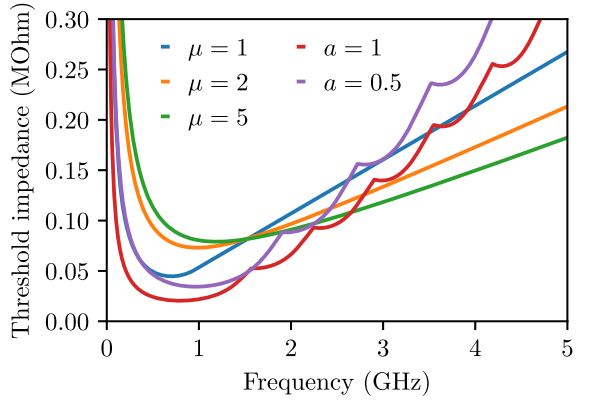 0.30
0.25
0.20
0.15
0.10
0.05
0.00
Threshold impedance (MOhm)
μ = 1
μ = 2
μ = 5
a = 1
a = 0.5
0 1 2 3 4 5
Frequency (GHz)